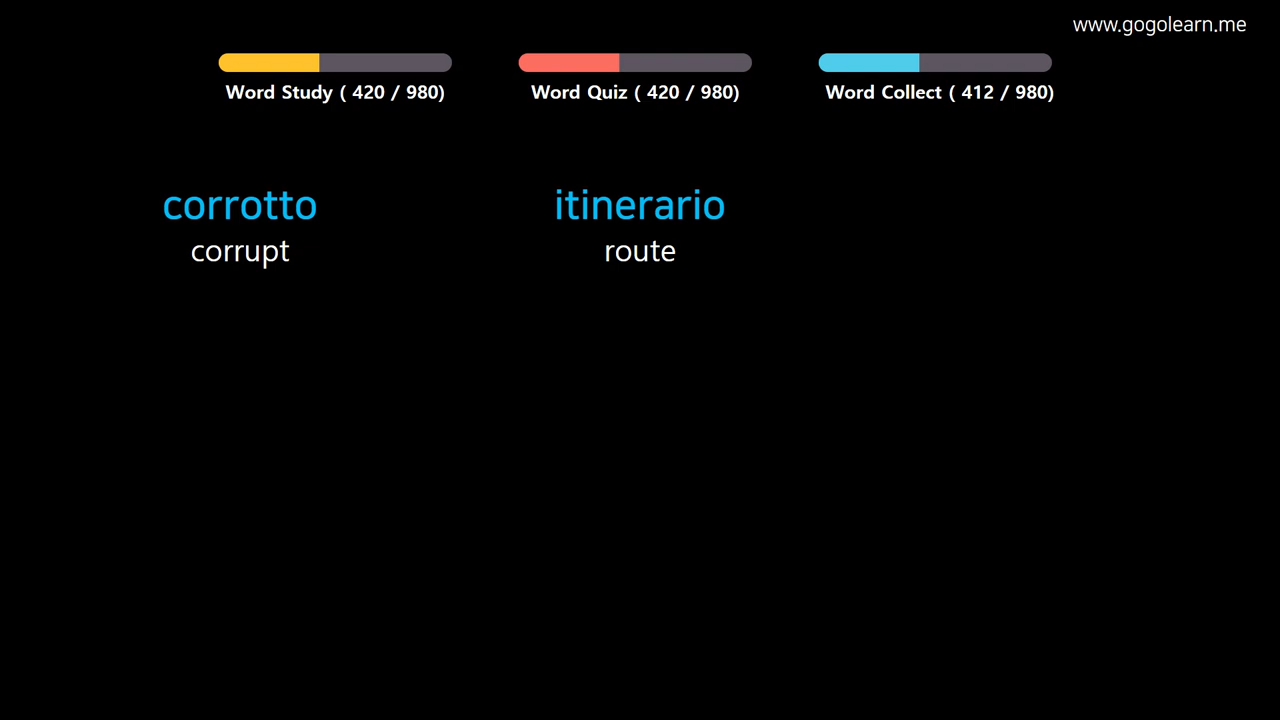 www.gogolearn.me
Word Study ( 420 / 980)
Word Quiz ( 420 / 980)
Word Collect ( 412 / 980)
corrotto
corrupt
itinerario
route